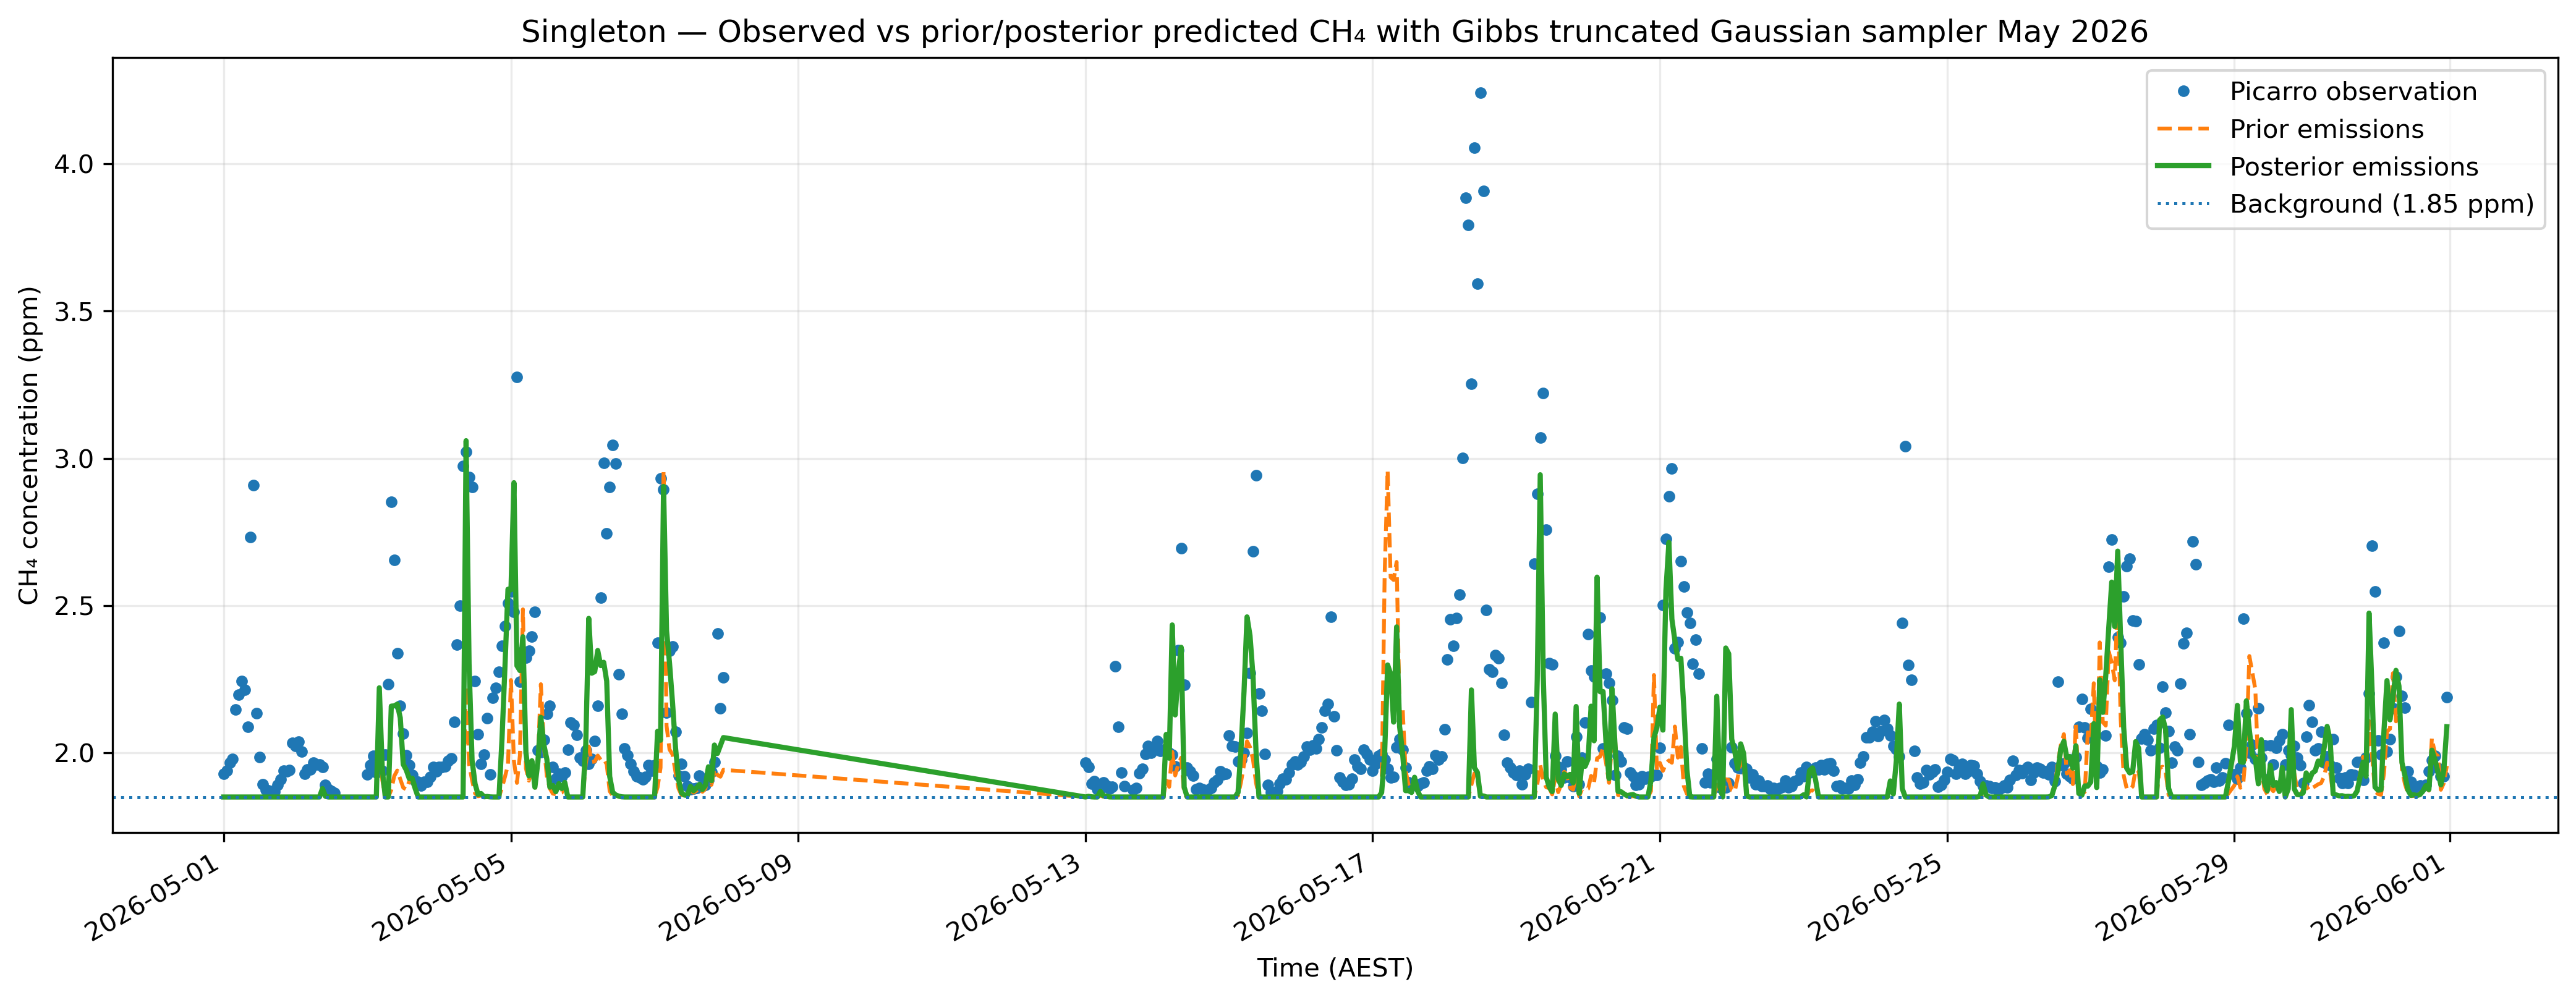 Singleton — Observed vs prior/posterior predicted CH₄ with Gibbs truncated Gaussian sampler May 2026
CH₄ concentration (ppm)
4.0
3.5
3.0
2.5
2.0
Picarro observation
Prior emissions
Posterior emissions
Background (1.85 ppm)
2026-05-01
2026-05-05
2026-05-09
2026-05-13
2026-05-17
2026-05-21
2026-05-25
2026-05-29
2026-06-01
Time (AEST)